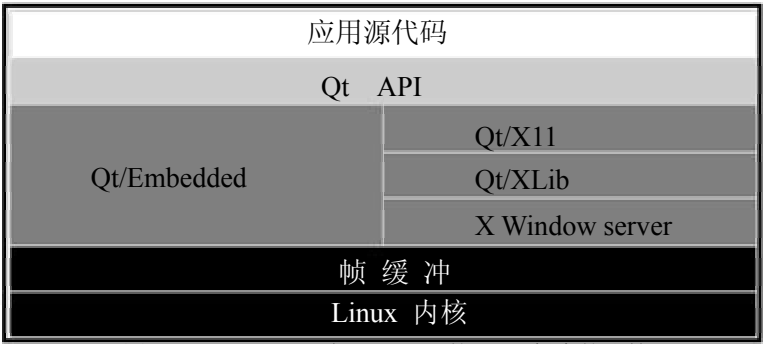 应用源代码
Qt API
Qt/Embedded
Qt/X11
Qt/XLib
X Window server
帧 缓 冲
Linux 内核